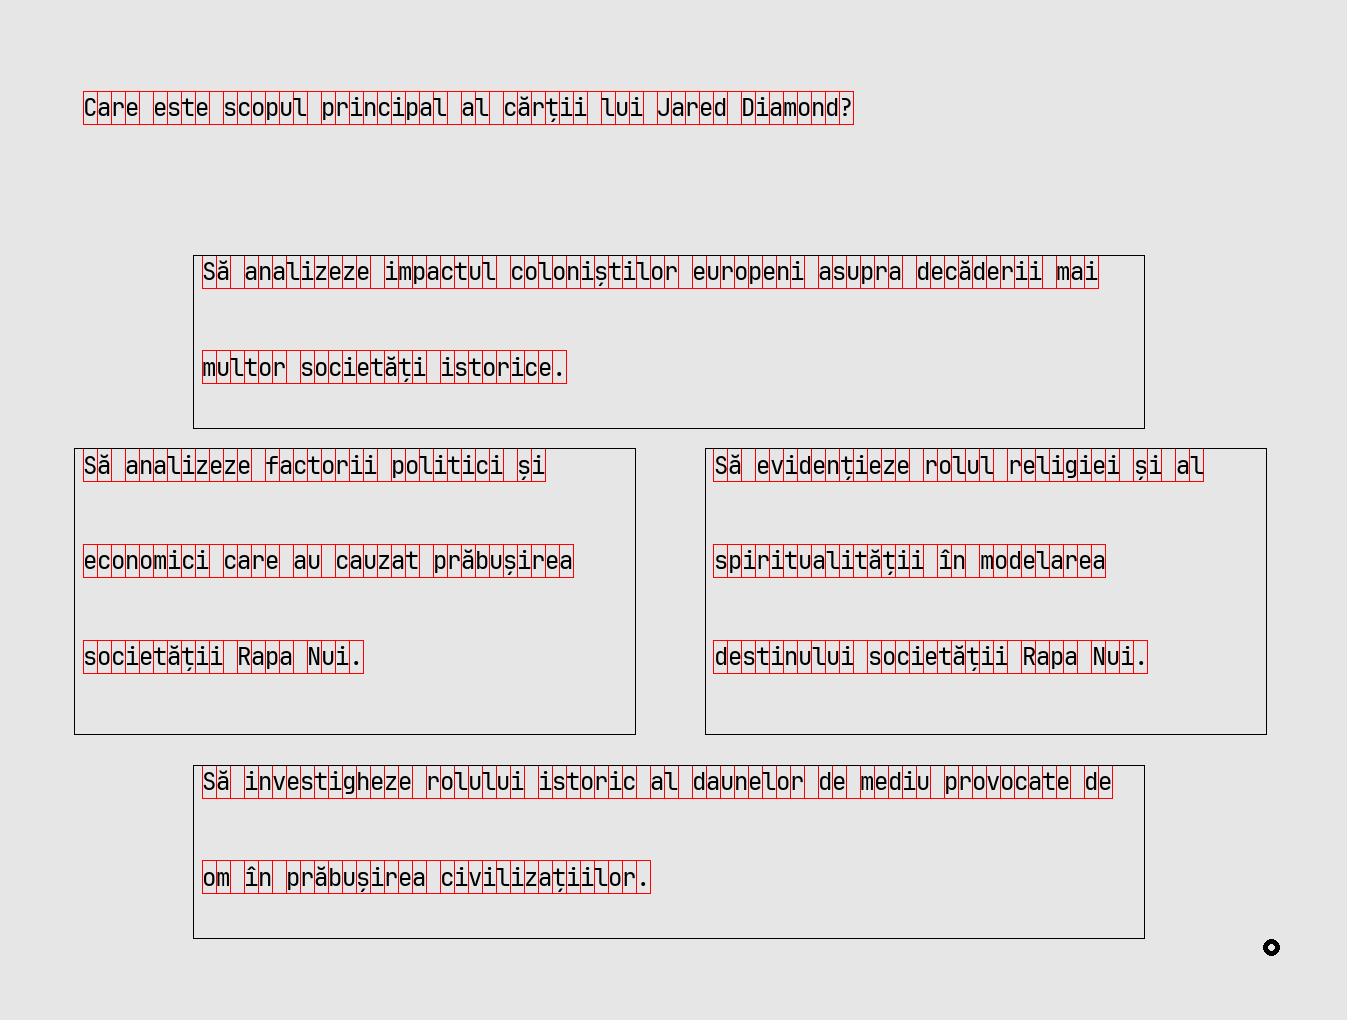 Care este scopul principal al cărții lui Jared Diamond?
Să analizeze impactul coloniștilor europeni asupra decăderii mai
multor societăți istorice.
Să analizeze factorii politici și
economici care au cauzat prăbușirea
societății Rapa Nui.
Să evidențieze rolul religiei și al
spiritualității în modelarea
destinului societății Rapa Nui.
Să investigheze rolului istoric al daunelor de mediu provocate de
om în prăbușirea civilizațiilor.